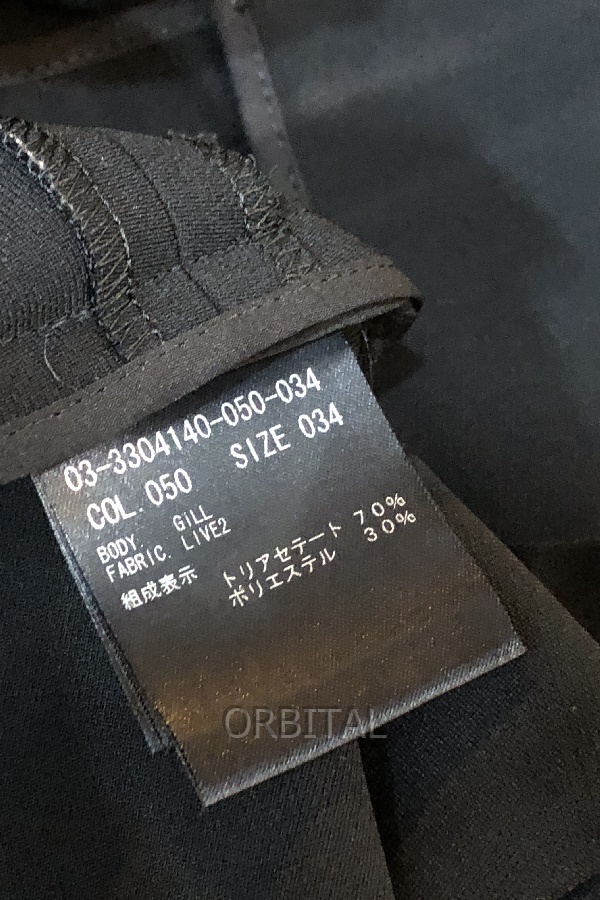 03-3304140-050-034
COL. 050 SIZE 034
BODY. GILL
FABRIC. LIVE2
組成表示 トリアセテート 70%
ポリエステル 30%
ORBITAL